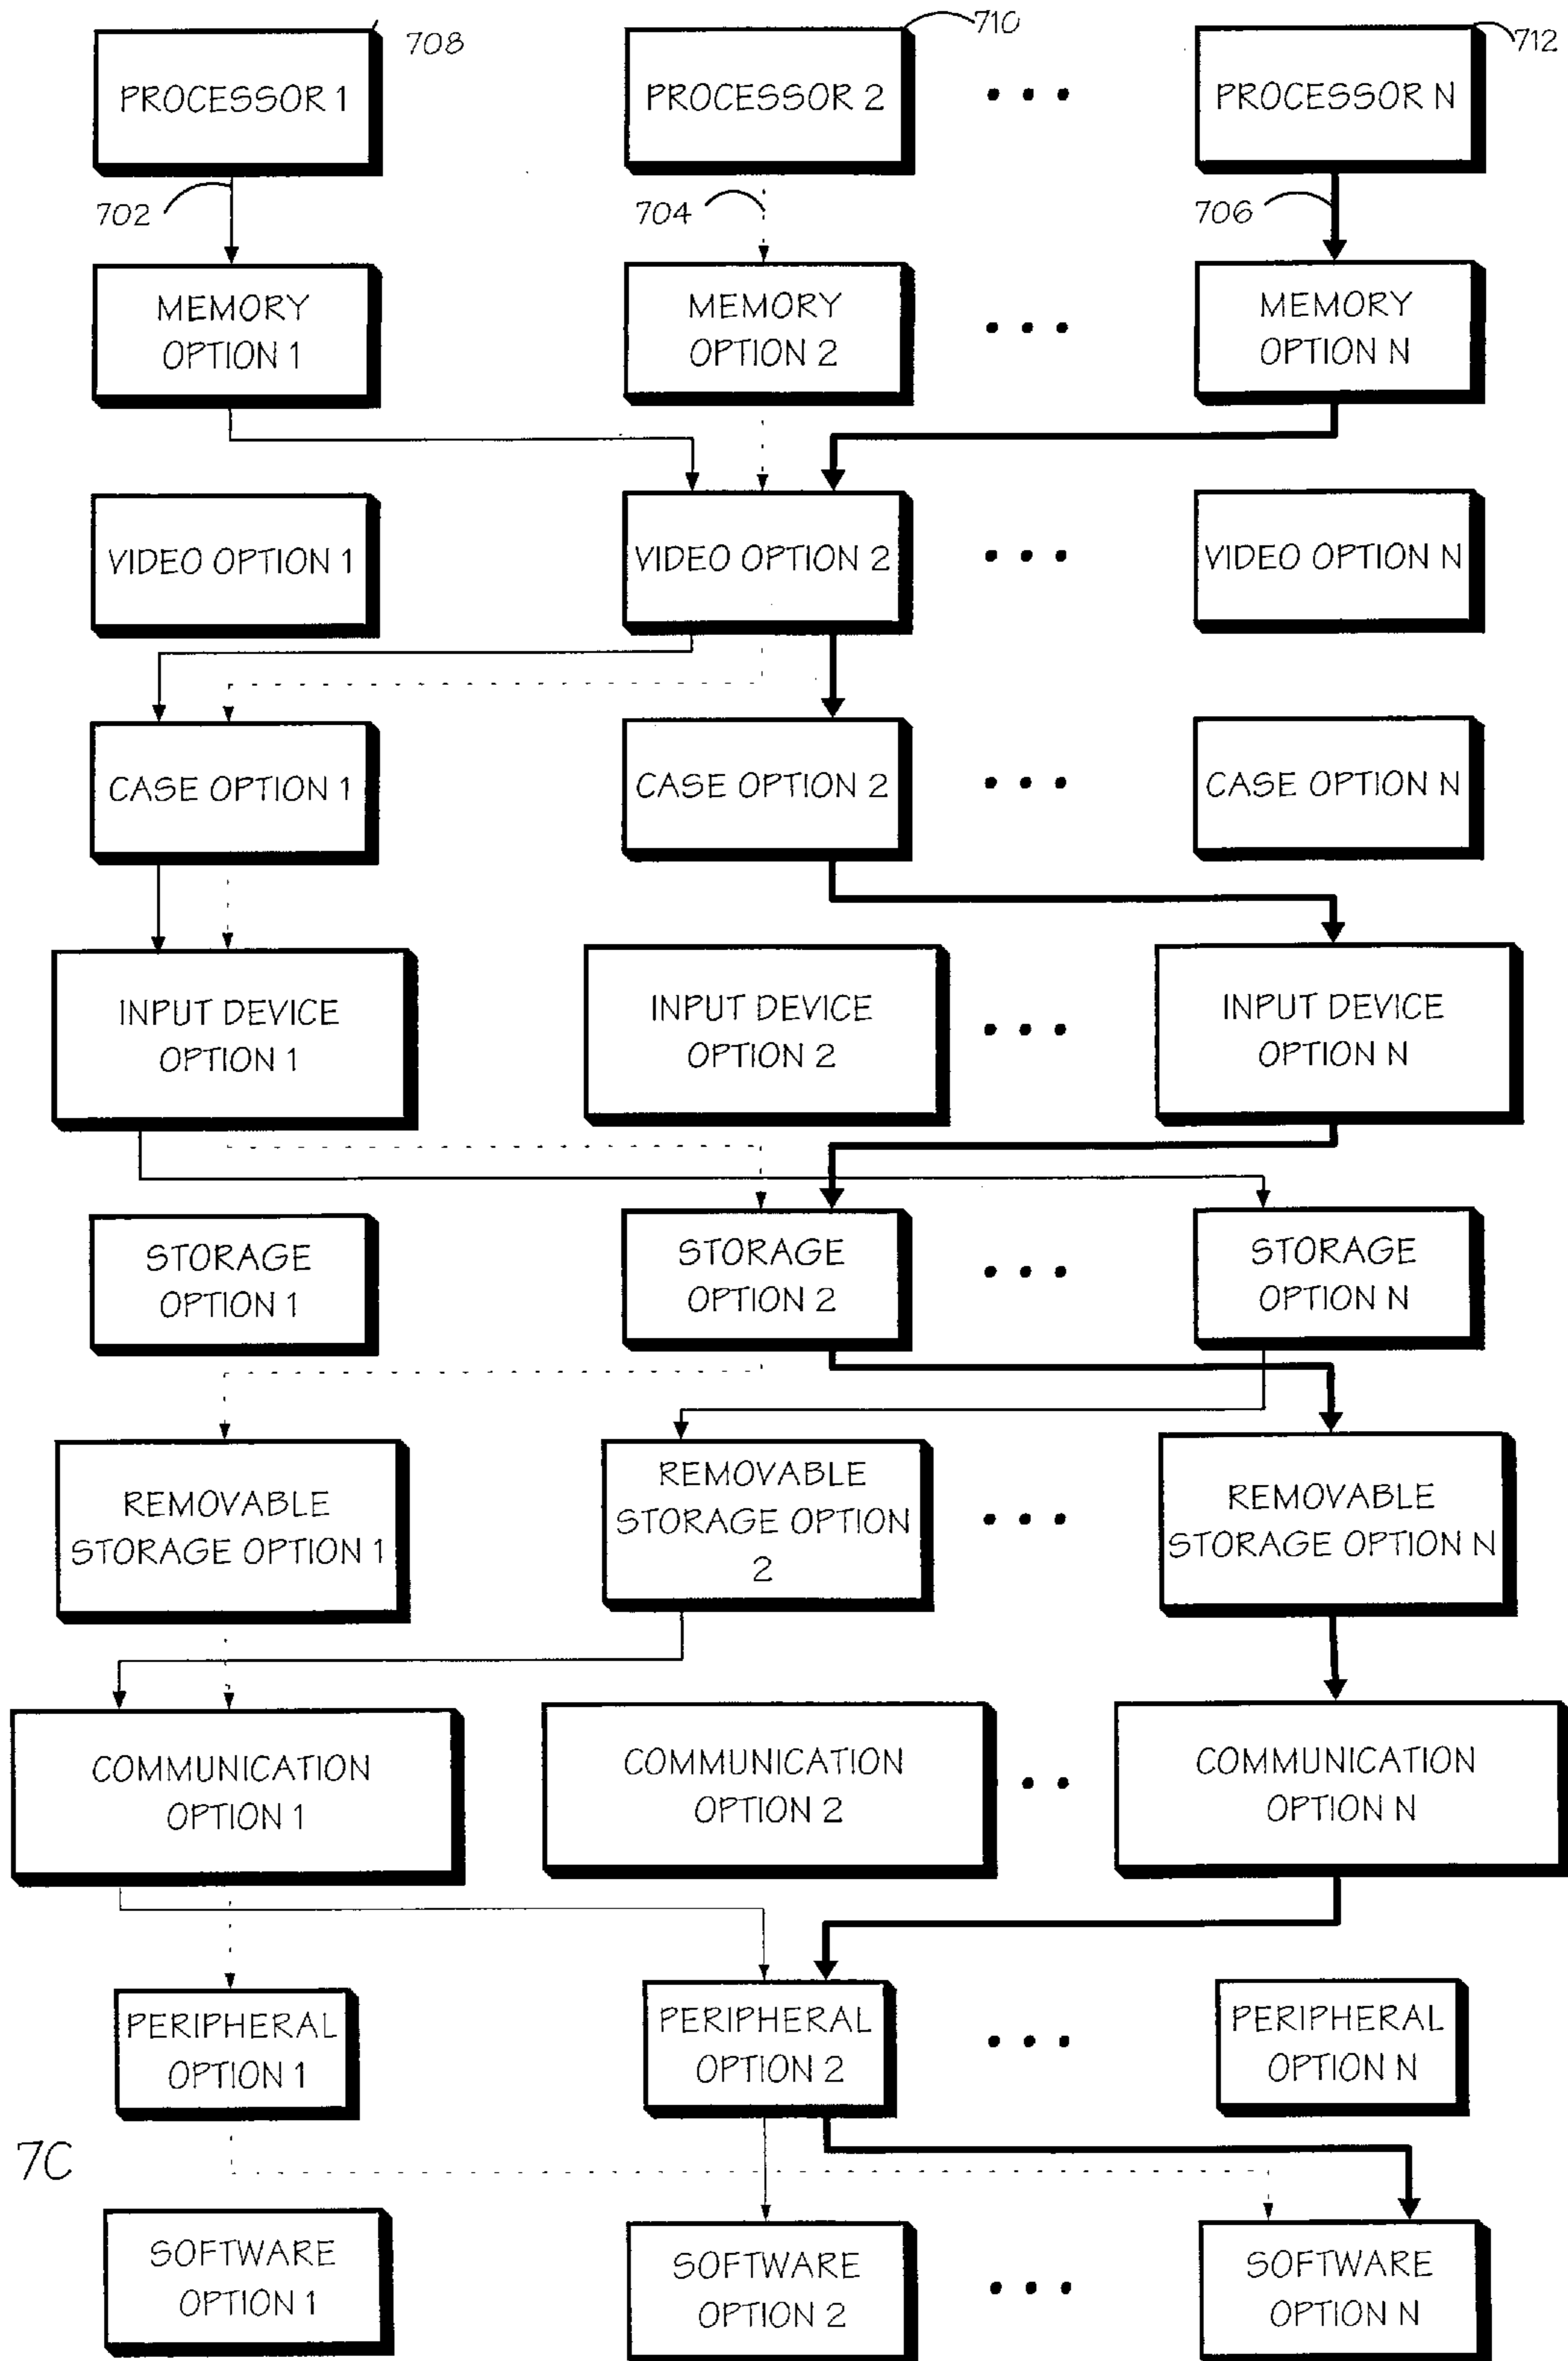 708
710
712
PROCESSOR 1
PROCESSOR 2
PROCESSOR N
702
704
706
MEMORY
OPTION 1
MEMORY
OPTION 2
MEMORY
OPTION N
VIDEO OPTION 1
VIDEO OPTION 2
VIDEO OPTION N
CASE OPTION 1
CASE OPTION 2
CASE OPTION N
INPUT DEVICE
OPTION 1
INPUT DEVICE
OPTION 2
INPUT DEVICE
OPTION N
STORAGE
OPTION 1
STORAGE
OPTION 2
STORAGE
OPTION N
REMOVABLE
STORAGE OPTION 1
REMOVABLE
STORAGE OPTION
2
REMOVABLE
STORAGE OPTION N
COMMUNICATION
OPTION 1
COMMUNICATION
OPTION 2
COMMUNICATION
OPTION N
PERIPHERAL
OPTION 1
PERIPHERAL
OPTION 2
PERIPHERAL
OPTION N
7C
SOFTWARE
OPTION 1
SOFTWARE
OPTION 2
SOFTWARE
OPTION N